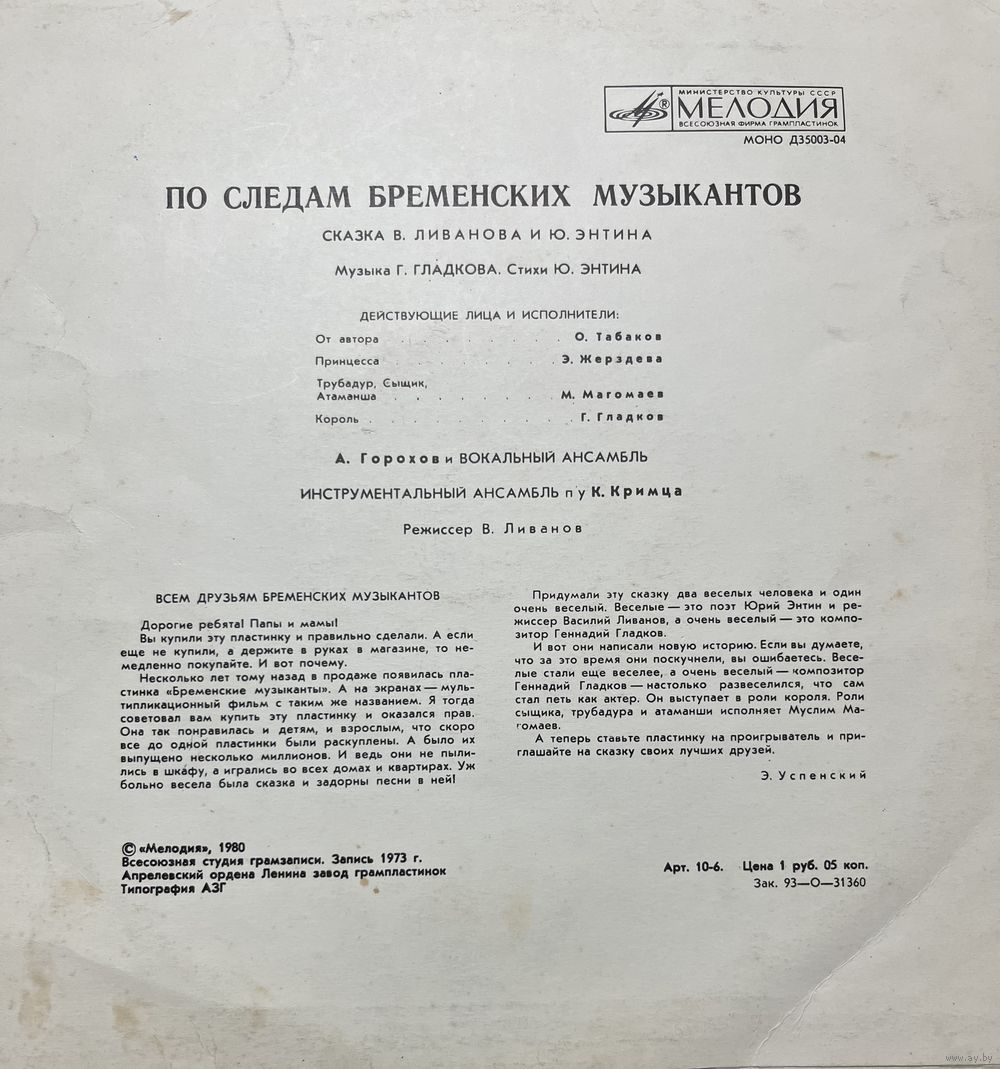 МИНИСТЕРСТВО КУЛЬТУРЫ СССР
® МЕЛОДИЯ
ВСЕСОЮЗНАЯ ФИРМА ГРАМПЛАСТИНОК
МОНО Д35003-04
ПО СЛЕДАМ БРЕМЕНСКИХ МУЗЫКАНТОВ
СКАЗКА В. ЛИВАНОВА И Ю. ЭНТИНА
Музыка Г. ГЛАДКОВА. Стихи Ю. ЭНТИНА
ДЕЙСТВУЮЩИЕ ЛИЦА И ИСПОЛНИТЕЛИ:
От автора . . . . . . . . О. Табаков
Принцесса . . . . . . . . Э. Жерздева
Трубадур, Сыщик,
Атаманша . . . . . . . М. Магомаев
Король . . . . . . . . . Г. Гладков
А. Горохов и ВОКАЛЬНЫЙ АНСАМБЛЬ
ИНСТРУМЕНТАЛЬНЫЙ АНСАМБЛЬ п у К. Кримца
Режиссер В. Ливанов
ВСЕМ ДРУЗЬЯМ БРЕМЕНСКИХ МУЗЫКАНТОВ
Дорогие ребята! Папы и мамы!
Вы купили эту пластинку и правильно сделали. А если
еще не купили, а держите в руках в магазине, то не-
медленно покупайте. И вот почему.
Несколько лет тому назад в продаже появилась пла-
стинка «Бременские музыканты». А на экранах — муль-
типликационный фильм с таким же названием. Я тогда
советовал вам купить эту пластинку и оказался прав.
Она так понравилась и детям, и взрослым, что скоро
все до одной пластинки были раскуплены. А было их
выпущено несколько миллионов. И ведь они не пыли-
лись в шкафу, а игрались во всех домах и квартирах. Уж
больно весела была сказка и задорны песни в ней!
Придумали эту сказку два веселых человека и один
очень веселый. Веселые — это поэт Юрий Энтин и ре-
жиссер Василий Ливанов, а очень веселый — это компо-
зитор Геннадий Гладков.
И вот они написали новую историю. Если вы думаете,
что за это время они поскучнели, вы ошибаетесь. Весе-
лые стали еще веселее, а очень веселый — композитор
Геннадий Гладков — настолько развеселился, что сам
стал петь как актер. Он выступает в роли короля. Роли
сыщика, трубадура и атаманши исполняет Муслим Ма-
гомаев.
А теперь ставьте пластинку на проигрыватель и при-
глашайте на сказку своих лучших друзей.
Э. Успенский
© «Мелодия», 1980
Всесоюзная студия грамзаписи. Запись 1973 г.
Апрелевский ордена Ленина завод грампластинок
Типография АЗГ
Арт. 10-6. Цена 1 руб. 05 коп.
Зак. 93—О—31360
www.ay.by